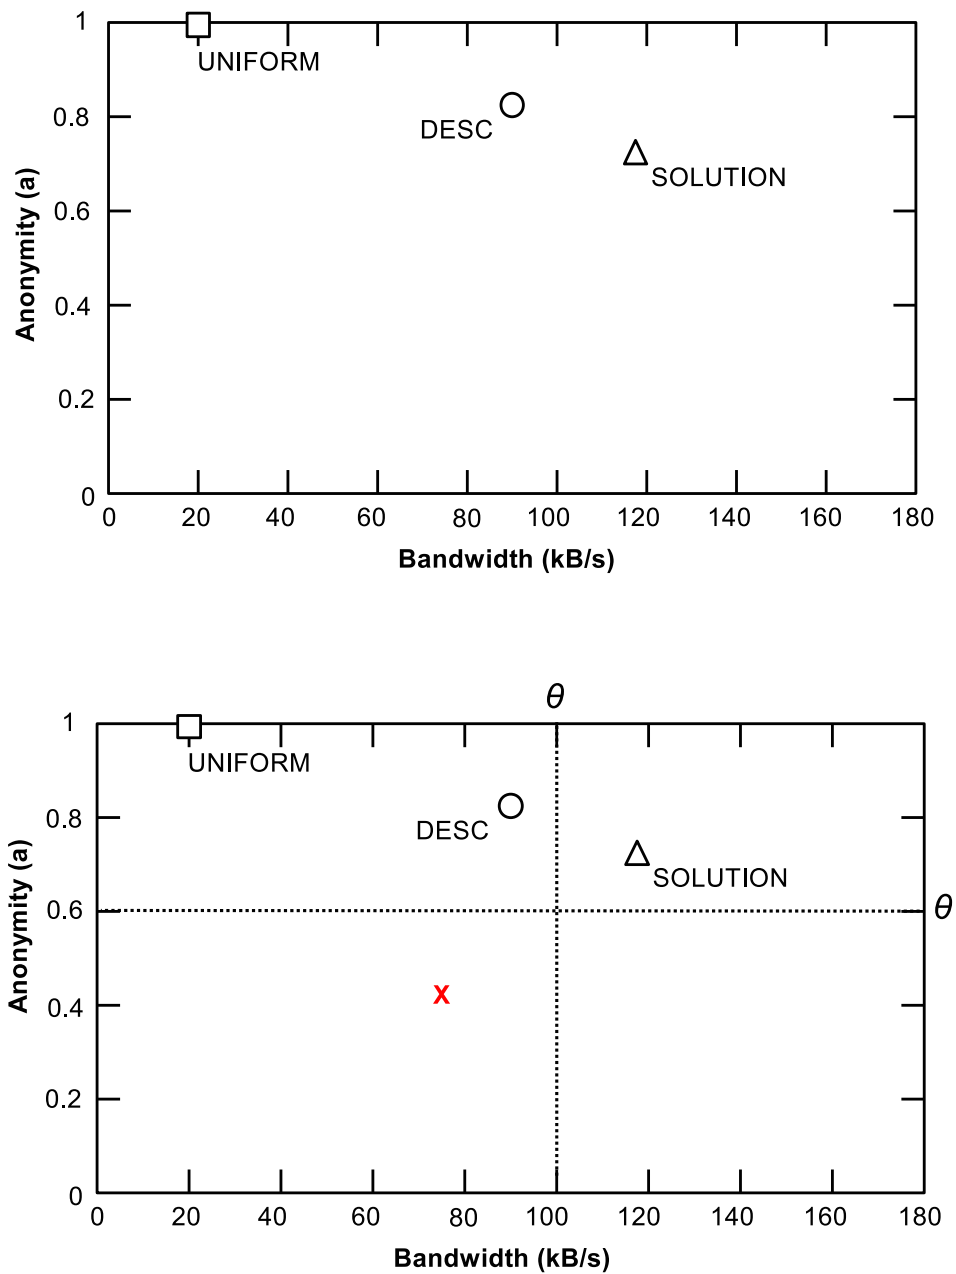 1
UNIFORM
0.8
DESC
SOLUTION
0.6
Anonymity (a)
0.4
0.2
0
0 20 40 60 80 100 120 140 160 180
Bandwidth (kB/s)
θ
1
UNIFORM
0.8
DESC
SOLUTION
0.6
θ
Anonymity (a)
x
0.4
0.2
0
0 20 40 60 80 100 120 140 160 180
Bandwidth (kB/s)